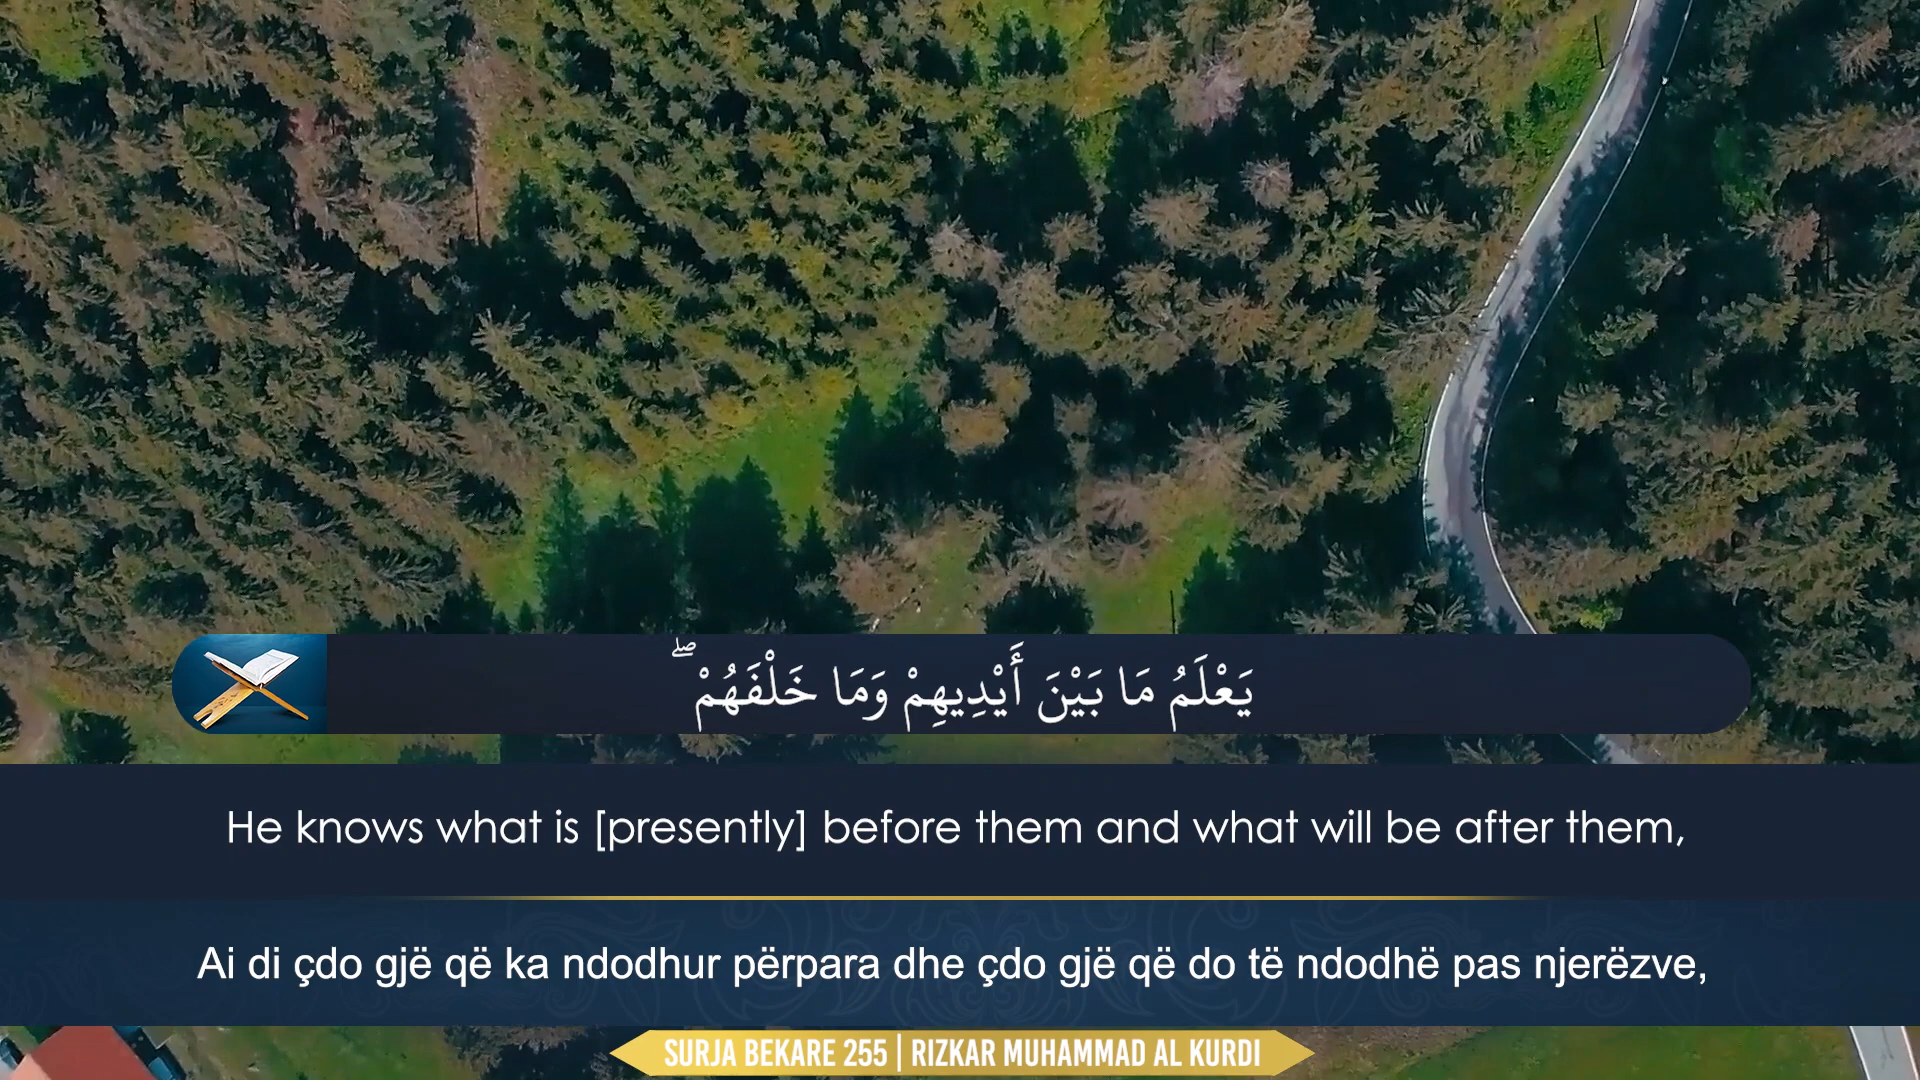 يَعْلَمُ مَا بَيْنَ أَيْدِيهِمْ وَمَا خَلْفَهُمْ ۖ
He knows what is [presently] before them and what will be after them,
Ai di çdo gjë që ka ndodhur përpara dhe çdo gjë që do të ndodhë pas njerëzve,
SURJA BEKARE 255 | RIZKAR MUHAMMAD AL KURDI